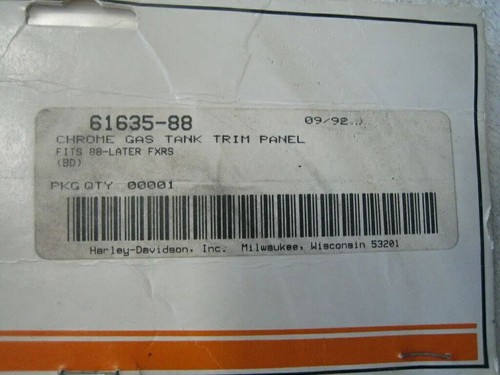 61635-88 09/92
CHROME GAS TANK TRIM PANEL
FITS 88-LATER FXRS
(BD)
PKG QTY 00001
Harley-Davidson, Inc. Milwaukee, Wisconsin 53201